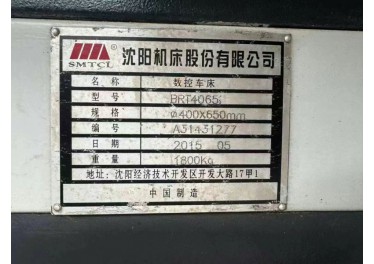 SMTCL
沈阳机床股份有限公司
名称 数控车床
型号 BRT4065i
规格 Ø400X650mm
编号 A31431277
日期 2015 05
重量 1800Kg
地址:沈阳经济技术开发区开发大路17甲1
中国制造